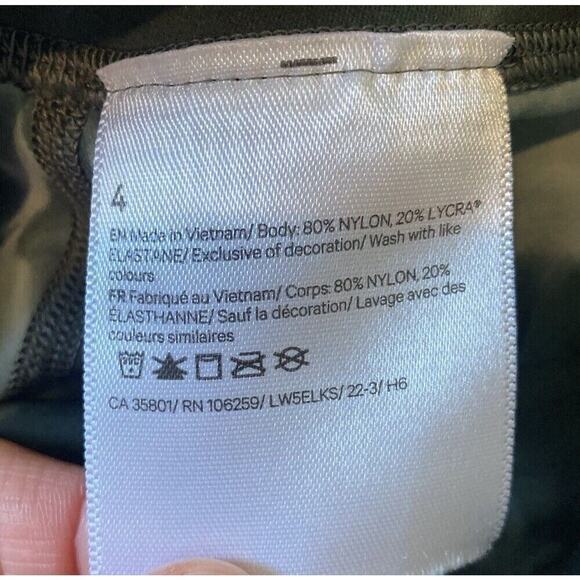 4
EN Made in Vietnam/ Body: 80% NYLON, 20% LYCRA®
ELASTANE/ Exclusive of decoration/ Wash with like
colours
FR Fabriqué au Vietnam/ Corps: 80% NYLON, 20%
ÉLASTHANNE/ Sauf la décoration/ Lavage avec des
couleurs similaires
CA 35801/ RN 106259/ LW5ELKS/ 22-3/ H6